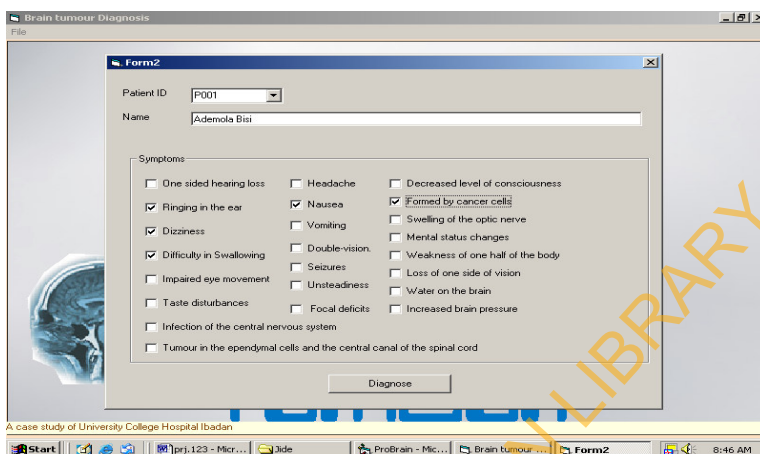 Brain tumour Diagnosis
File
Form2
Patient ID P001
Name Ademola Bisi
Symptoms
One sided hearing loss Headache Decreased level of consciousness
Ringing in the ear Nausea Formed by cancer cells
Dizziness Vomiting Swelling of the optic nerve
Mental status changes
Difficulty in Swallowing Double-vision. Weakness of one half of the body
Impaired eye movement Seizures Loss of one side of vision
Unsteadiness Water on the brain
Taste disturbances Focal deficits Increased brain pressure
Infection of the central nervous system
Tumour in the ependymal cells and the central canal of the spinal cord
Diagnose
A case study of University College Hospital Ibadan
Start prj.123 - Micr... Jide ProBrain - Mic... Brain tumour ... Form2 8:46 AM
LIBRARY